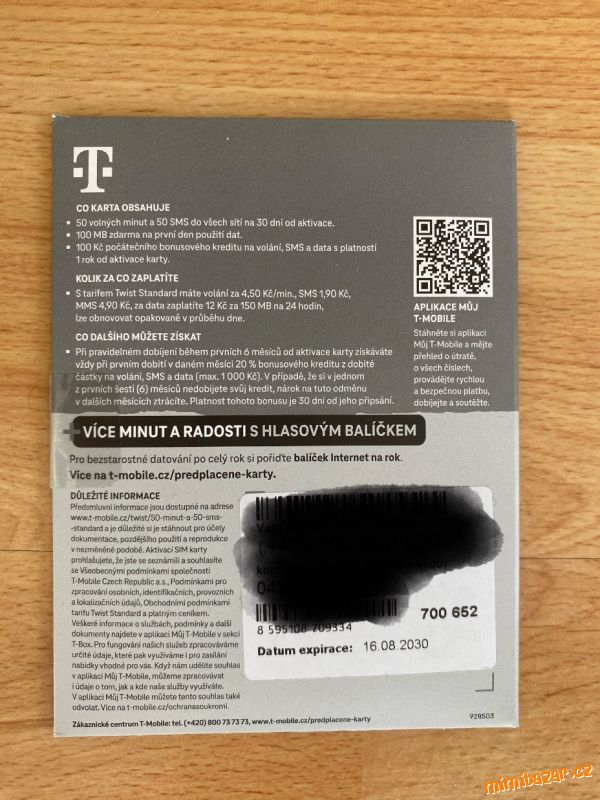 T
CO KARTA OBSAHUJE
50 volných minut a 50 SMS do všech sítí na 30 dní od aktivace.
100 MB zdarma na první den použití dat.
100 Kč počátečního bonusového kreditu na volání, SMS a data s platností
1 rok od aktivace karty.
KOLIK ZA CO ZAPLATÍTE
S tarifem Twist Standard máte volání za 4,50 Kč/min., SMS 1,90 Kč,
MMS 4,90 Kč, za data zaplatíte 12 Kč za 150 MB na 24 hodin,
lze obnovovat opakovaně v průběhu dne.
CO DALŠÍHO MŮŽETE ZÍSKAT
Při pravidelném dobíjení během prvních 6 měsíců od aktivace karty získáváte
vždy při prvním dobití v daném měsíci 20 % bonusového kreditu z dobité
částky na volání, SMS a data (max. 1 000 Kč). V případě, že si v jednom
z prvních šesti (6) měsíců nedobijete svůj kredit, nárok na tuto odměnu
v dalších měsících ztrácíte. Platnost tohoto bonusu je 30 dní od jeho připsání.
APLIKACE MŮJ
T-MOBILE
Stáhněte si aplikaci
Můj T-Mobile a mějte
přehled o útratě,
o všech číslech,
provádějte rychlou
a bezpečnou platbu,
dobíjejte a soutěžte.
+ VÍCE MINUT A RADOSTI S HLASOVÝM BALÍČKEM
Pro bezstarostné datování po celý rok si pořiďte balíček Internet na rok.
Více na t-mobile.cz/predplacene-karty.
DŮLEŽITÉ INFORMACE
Předsmluvní informace jsou dostupné na adrese
www.t-mobile.cz/twist/50-minut-a-50-sms-
-standard a je důležité si je stáhnout pro účely
dokumentace, pozdějšího použití a reprodukce
v nezměněné podobě. Aktivací SIM karty
prohlašujete, že jste se seznámili a souhlasíte
se Všeobecnými podmínkami společnosti
T-Mobile Czech Republic a.s., Podmínkami pro
zpracování osobních, identifikačních, provozních
a lokalizačních údajů, Obchodními podmínkami
tarifu Twist Standard a platným ceníkem.
Veškeré informace o službách, podmínky a další
dokumenty najdete v aplikaci Můj T-Mobile v sekci
T-Box. Pro fungování našich služeb zpracováváme
určité údaje, které pak využíváme i pro zasílání
nabídky vhodné pro vás. Když nám udělíte souhlas
v aplikaci Můj T-Mobile, můžeme zpracovávat
i údaje o tom, jak a kde naše služby využíváte.
V aplikaci Můj T-Mobile můžete tento souhlas také
odvolat. Více na t-mobile.cz/ochranasoukromi.
700 652
8 595108 709334
Datum expirace: 16.08.2030
Zákaznické centrum T-Mobile: tel. (+420) 800 73 73 73, www.t-mobile.cz/predplacene-karty
928503
mimibazar.cz